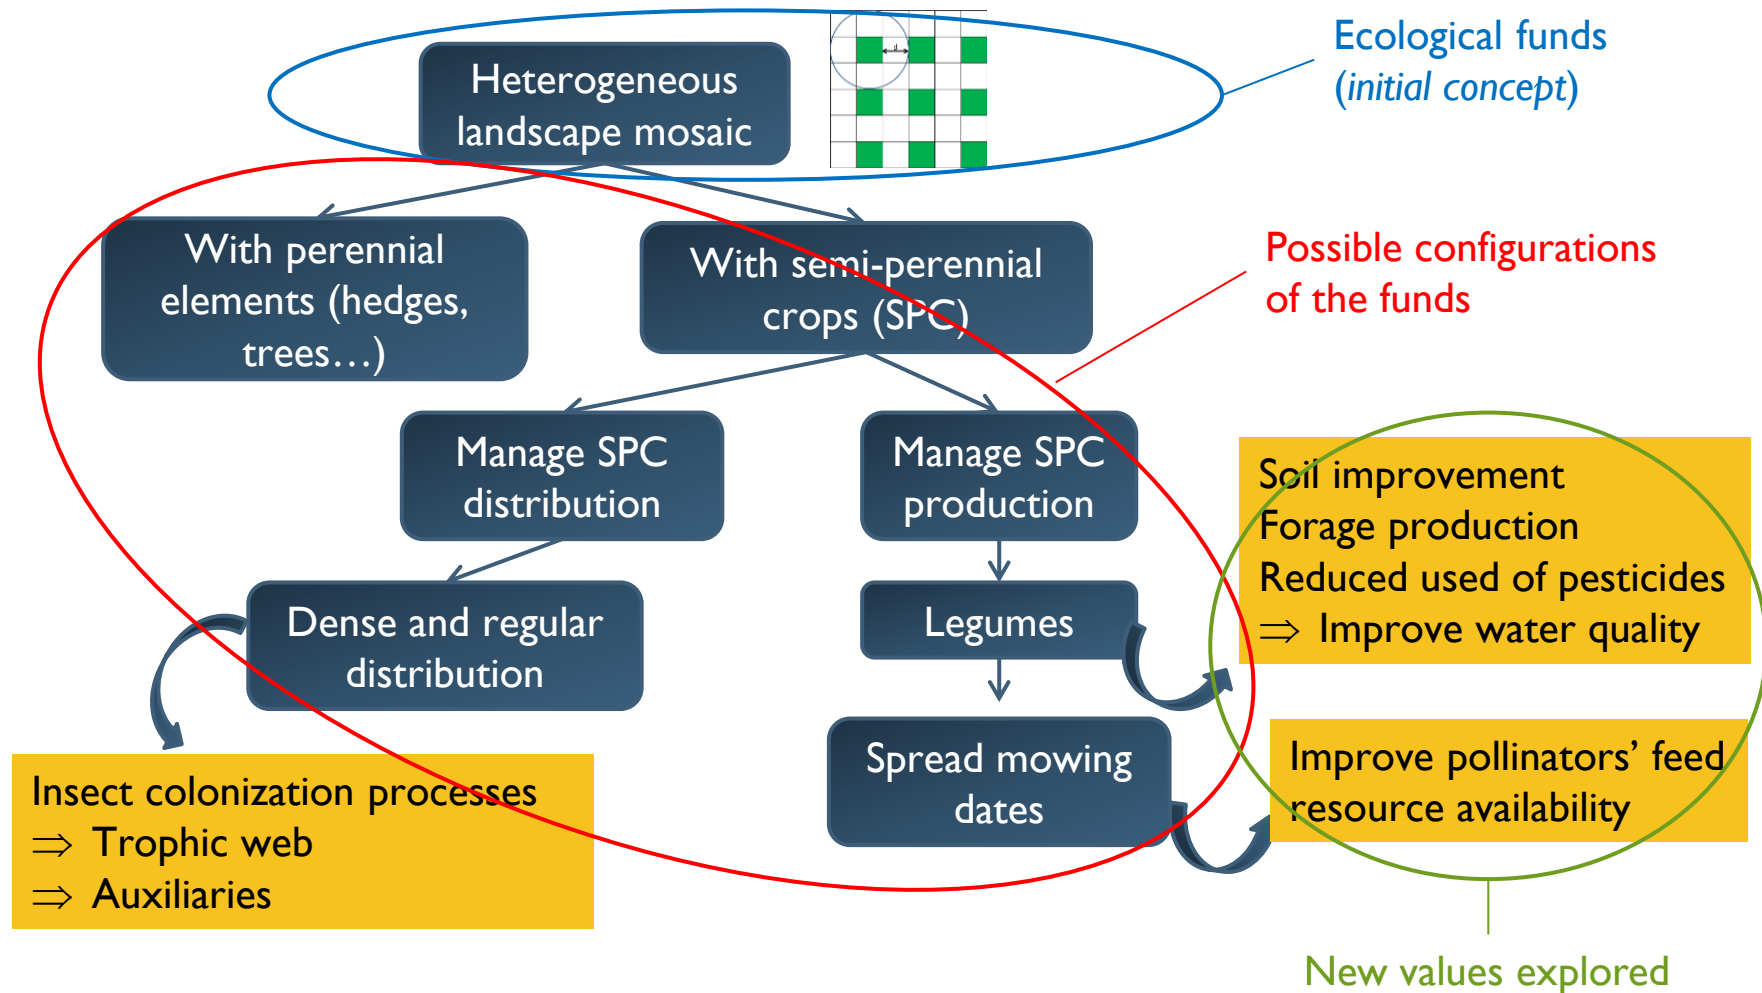 Ecological funds
(initial concept)
Heterogeneous
landscape mosaic
d
With perennial
elements (hedges,
trees…)
With semi-perennial
crops (SPC)
Possible configurations
of the funds
Manage SPC
distribution
Manage SPC
production
Soil improvement
Forage production
Reduced used of pesticides
⇒ Improve water quality
Dense and regular
distribution
Legumes
Spread mowing
dates
Improve pollinators’ feed
resource availability
Insect colonization processes
⇒ Trophic web
⇒ Auxiliaries
New values explored